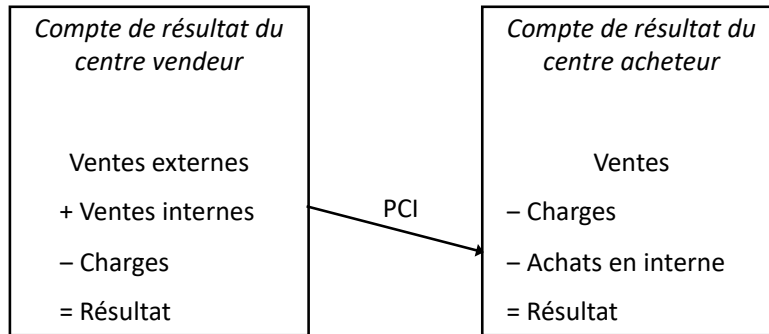 Compte de résultat du
centre vendeur
Ventes externes
+ Ventes internes
– Charges
= Résultat
PCI
Compte de résultat du
centre acheteur
Ventes
– Charges
– Achats en interne
= Résultat